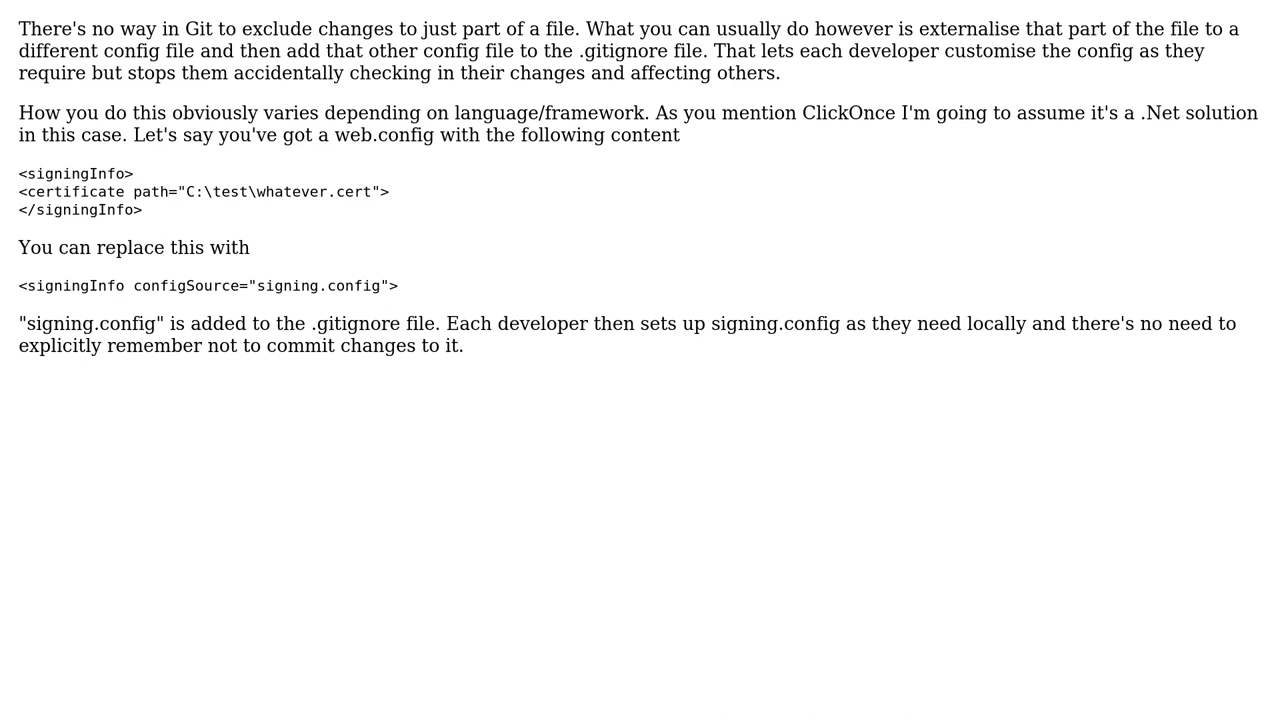 There's no way in Git to exclude changes to just part of a file. What you can usually do however is externalise that part of the file to a
different config file and then add that other config file to the .gitignore file. That lets each developer customise the config as they
require but stops them accidentally checking in their changes and affecting others.
How you do this obviously varies depending on language/framework. As you mention ClickOnce I'm going to assume it's a .Net solution
in this case. Let's say you've got a web.config with the following content
<signingInfo>
<certificate path="C:\test\whatever.cert">
</signingInfo>
You can replace this with
<signingInfo configSource="signing.config">
"signing.config" is added to the .gitignore file. Each developer then sets up signing.config as they need locally and there's no need to
explicitly remember not to commit changes to it.